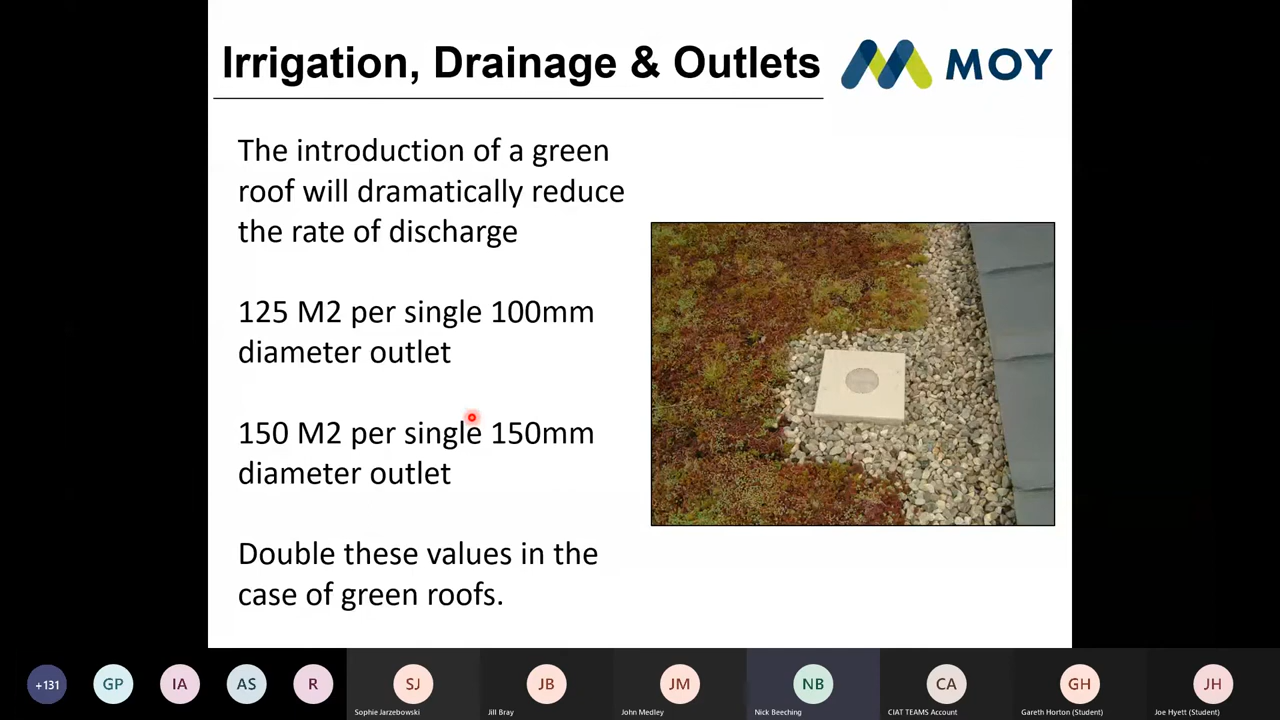 Irrigation, Drainage & Outlets
MOY
The introduction of a green
roof will dramatically reduce
the rate of discharge
125 M2 per single 100mm
diameter outlet
150 M2 per single 150mm
diameter outlet
Double these values in the
case of green roofs.
+131
GP
IA
AS
R
SJ
JB
JM
NB
CA
GH
JH
Sophie Jarzebowski
Jill Bray
John Medley
Nick Beeching
CIAT TEAMS Account
Gareth Horton (Student)
Joe Hyett (Student)